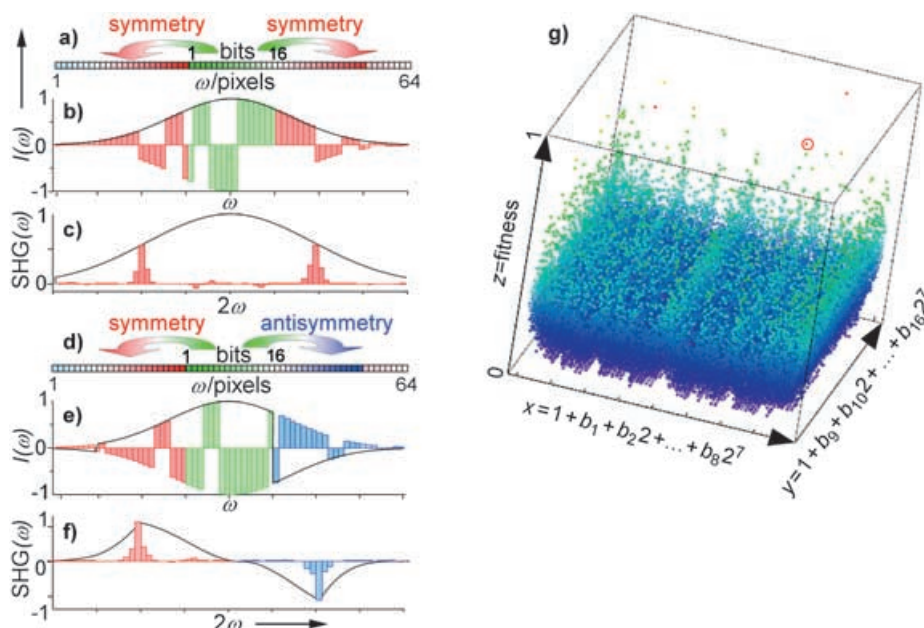 a)
symmetry symmetry
1 bits 16
1 64
ω/pixels
b)
1
I(ω)
0
-1
ω
c)
1
SHG(ω)
0
2ω
d)
symmetry antisymmetry
1 bits 16
1 64
ω/pixels
e)
1
I(ω)
0
-1
ω
f)
1
SHG(ω)
0
-1
2ω
g)
1
z=fitness
0
x=1+b₁+b₂2+...+b₈2⁷
y=1+b₉+b₁₀2+...+b₁₆2⁷